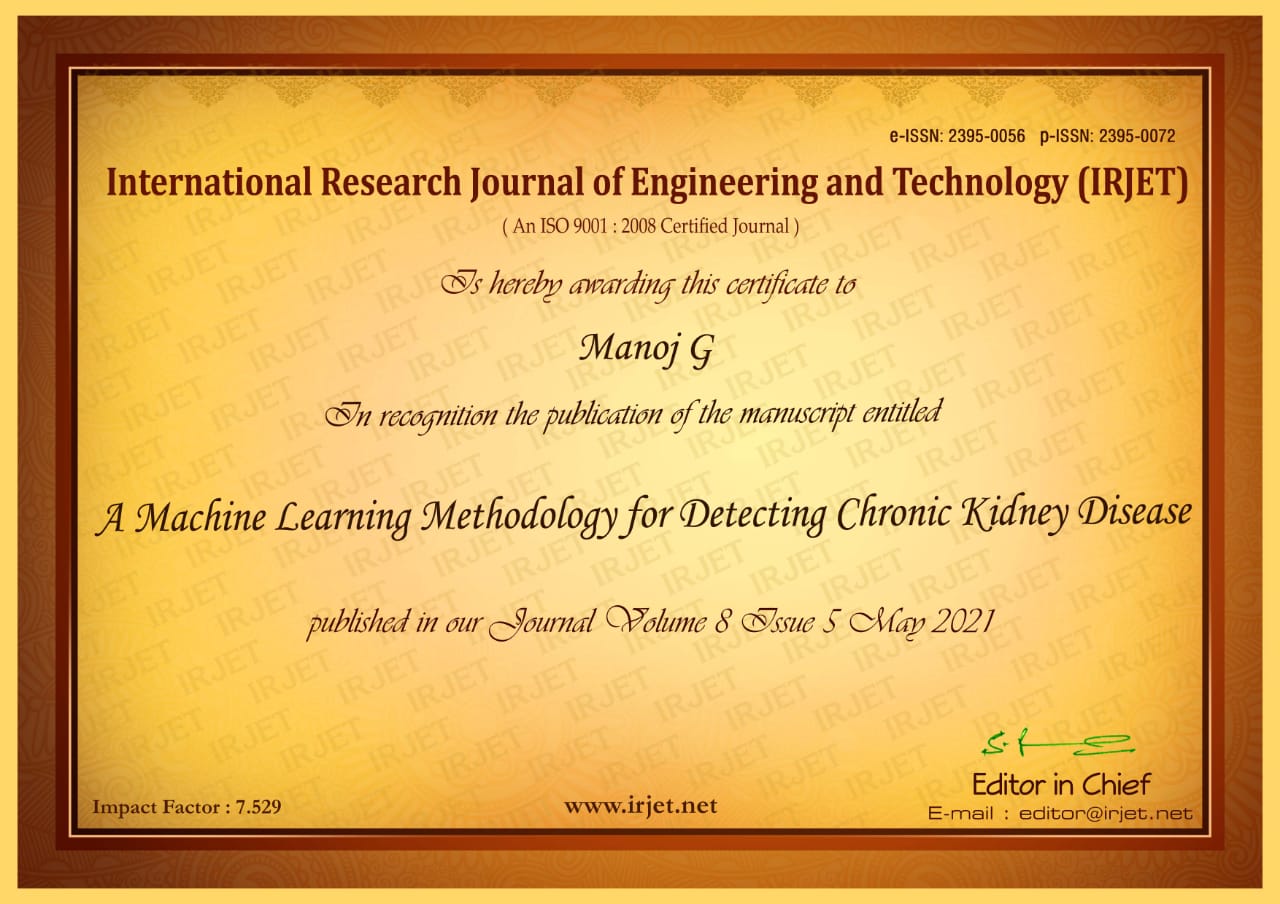 e-ISSN: 2395-0056 p-ISSN: 2395-0072
International Research Journal of Engineering and Technology (IRJET)
( An ISO 9001 : 2008 Certified Journal )
Is hereby awarding this certificate to
Manoj G
In recognition the publication of the manuscript entitled
A Machine Learning Methodology for Detecting Chronic Kidney Disease
published in our Journal Volume 8 Issue 5 May 2021
Editor in Chief
Impact Factor : 7.529
www.irjet.net
E-mail : editor@irjet.net